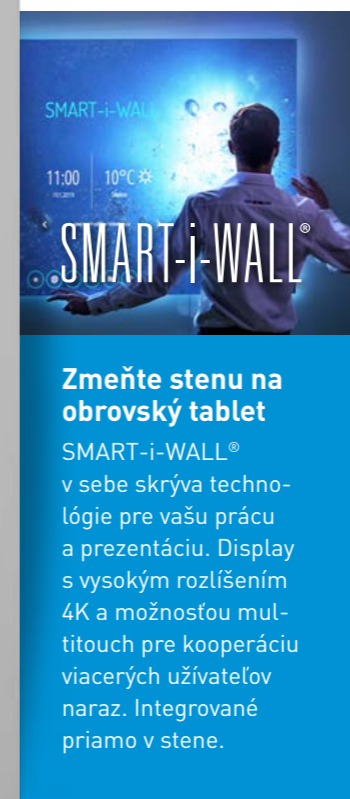 SMART-i-WALL
11:00
10°C
SMART-i-WALL®
Zmeňte stenu na
obrovský tablet
SMART-i-WALL®
v sebe skrýva techno-
lógie pre vašu prácu
a prezentáciu. Display
s vysokým rozlíšením
4K a možnosťou mul-
titouch pre kooperáciu
viacerých užívateľov
naraz. Integrované
priamo v stene.